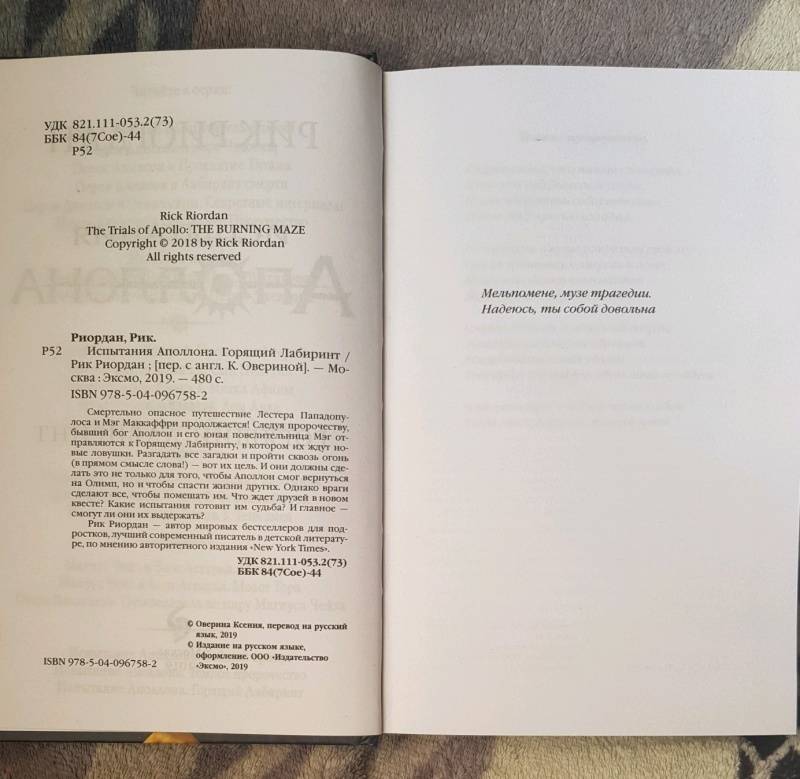 УДК 821.111-053.2(73)
ББК 84(7Сое)-44
Р52
Rick Riordan
The Trials of Apollo: THE BURNING MAZE
Copyright © 2018 by Rick Riordan
All rights reserved
Риордан, Рик.
Р52 Испытания Аполлона. Горящий Лабиринт /
Рик Риордан ; [пер. с англ. К. Овериной]. — Мо-
сква : Эксмо, 2019. — 480 с.
ISBN 978-5-04-096758-2
Смертельно опасное путешествие Лестера Пападопу-
лоса и Мэг Маккаффри продолжается! Следуя пророчеству,
бывший бог Аполлон и его юная повелительница Мэг от-
правляются к Горящему Лабиринту, в котором их ждут но-
вые ловушки. Разгадать все загадки и пройти сквозь огонь
(в прямом смысле слова!) — вот их цель. И они должны сде-
лать это не только для того, чтобы Аполлон смог вернуться
на Олимп, но и чтобы спасти жизни других. Однако враги
сделают все, чтобы помешать им. Что ждет друзей в новом
квесте? Какие испытания готовит им судьба? И главное —
смогут ли они их выдержать?
Рик Риордан — автор мировых бестселлеров для под-
ростков, лучший современный писатель в детской литерату-
ре, по мнению авторитетного издания «New York Times».
УДК 821.111-053.2(73)
ББК 84(7Сое)-44
© Оверина Ксения, перевод на русский
язык, 2019
© Издание на русском языке,
оформление. ООО «Издательство
«Эксмо», 2019
ISBN 978-5-04-096758-2
Мельпомене, музе трагедии.
Надеюсь, ты собой довольна